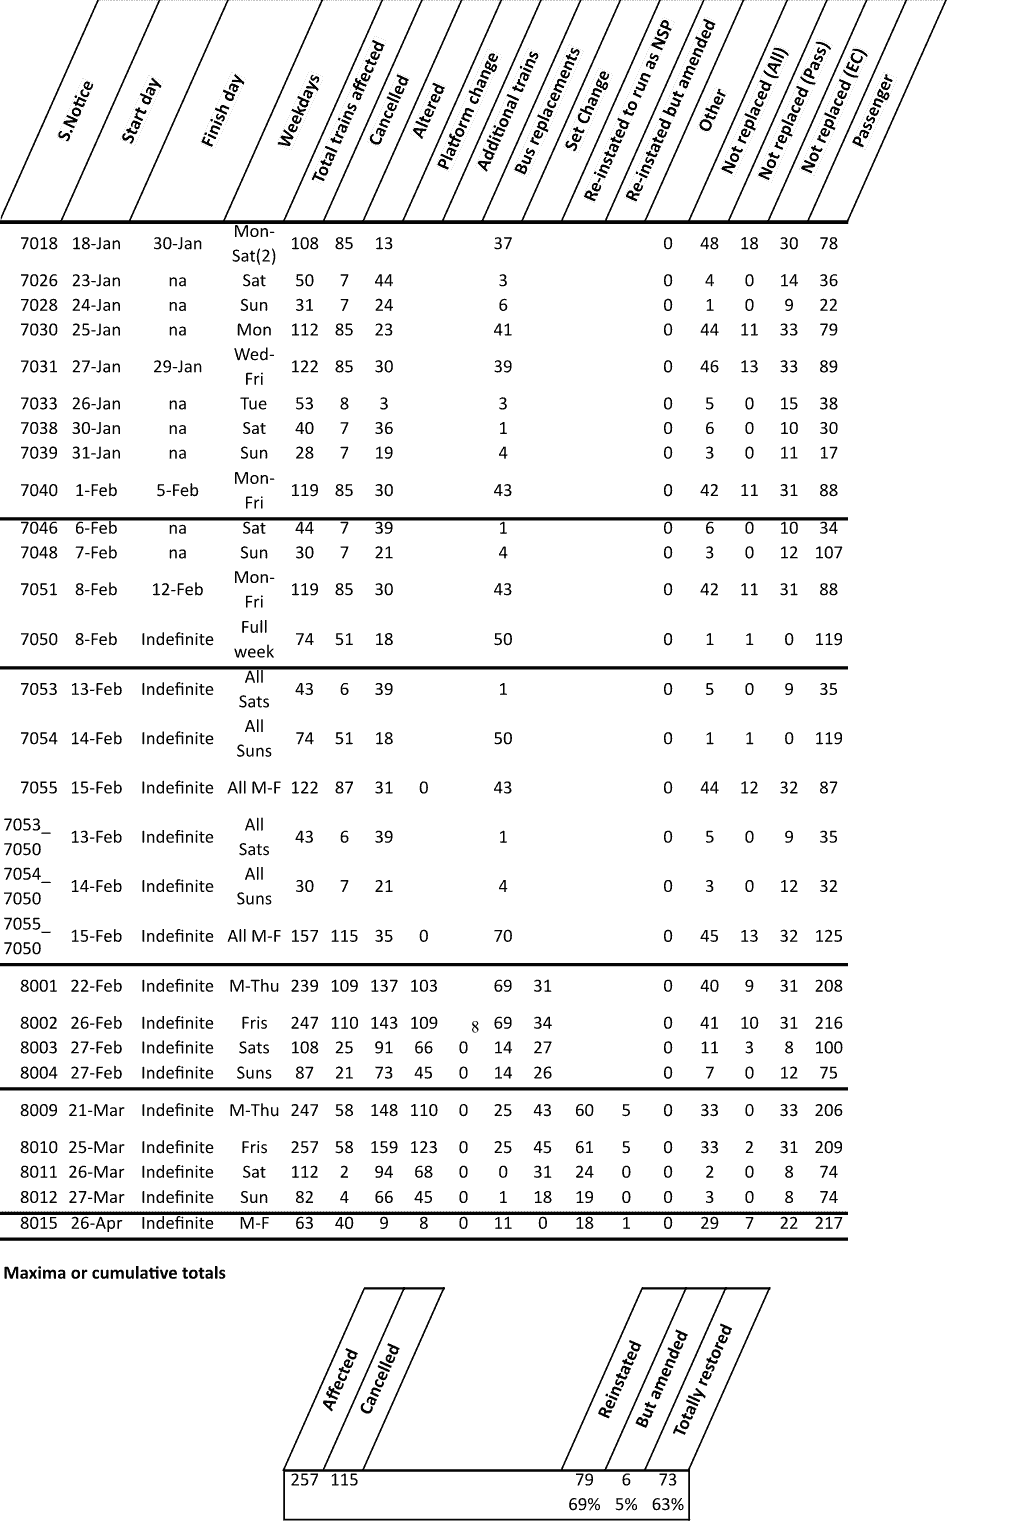 S.Notice Start day Finish day Weekdays Total trains affected Cancelled Altered Platform change Additional trains Bus replacements Set Change Re-instated to run as NSP Re-instated but amended Other Not replaced (All) Not replaced (Pass) Not replaced (EC) Passenger
Mon-
7018 18-Jan 30-Jan 108 85 13 37 0 48 18 30 78
Sat(2)
7026 23-Jan na Sat 50 7 44 3 0 4 0 14 36
7028 24-Jan na Sun 31 7 24 6 0 1 0 9 22
7030 25-Jan na Mon 112 85 23 41 0 44 11 33 79
Wed-
7031 27-Jan 29-Jan 122 85 30 39 0 46 13 33 89
Fri
7033 26-Jan na Tue 53 8 3 3 0 5 0 15 38
7038 30-Jan na Sat 40 7 36 1 0 6 0 10 30
7039 31-Jan na Sun 28 7 19 4 0 3 0 11 17
Mon-
7040 1-Feb 5-Feb 119 85 30 43 0 42 11 31 88
Fri
7046 6-Feb na Sat 44 7 39 1 0 6 0 10 34
7048 7-Feb na Sun 30 7 21 4 0 3 0 12 107
Mon-
7051 8-Feb 12-Feb 119 85 30 43 0 42 11 31 88
Fri
Full
7050 8-Feb Indefinite 74 51 18 50 0 1 1 0 119
week
All
7053 13-Feb Indefinite 43 6 39 1 0 5 0 9 35
Sats
All
7054 14-Feb Indefinite 74 51 18 50 0 1 1 0 119
Suns
7055 15-Feb Indefinite All M-F 122 87 31 0 43 0 44 12 32 87
7053_ All
13-Feb Indefinite 43 6 39 1 0 5 0 9 35
7050 Sats
7054_ All
14-Feb Indefinite 30 7 21 4 0 3 0 12 32
7050 Suns
7055_
15-Feb Indefinite All M-F 157 115 35 0 70 0 45 13 32 125
7050
8001 22-Feb Indefinite M-Thu 239 109 137 103 69 31 0 40 9 31 208
8002 26-Feb Indefinite Fris 247 110 143 109 8 69 34 0 41 10 31 216
8003 27-Feb Indefinite Sats 108 25 91 66 0 14 27 0 11 3 8 100
8004 27-Feb Indefinite Suns 87 21 73 45 0 14 26 0 7 0 12 75
8009 21-Mar Indefinite M-Thu 247 58 148 110 0 25 43 60 5 0 33 0 33 206
8010 25-Mar Indefinite Fris 257 58 159 123 0 25 45 61 5 0 33 2 31 209
8011 26-Mar Indefinite Sat 112 2 94 68 0 0 31 24 0 0 2 0 8 74
8012 27-Mar Indefinite Sun 82 4 66 45 0 1 18 19 0 0 3 0 8 74
8015 26-Apr Indefinite M-F 63 40 9 8 0 11 0 18 1 0 29 7 22 217
Maxima or cumulative totals
Affected Cancelled Reinstated But amended Totally restored
257 115 79 6 73
69% 5% 63%